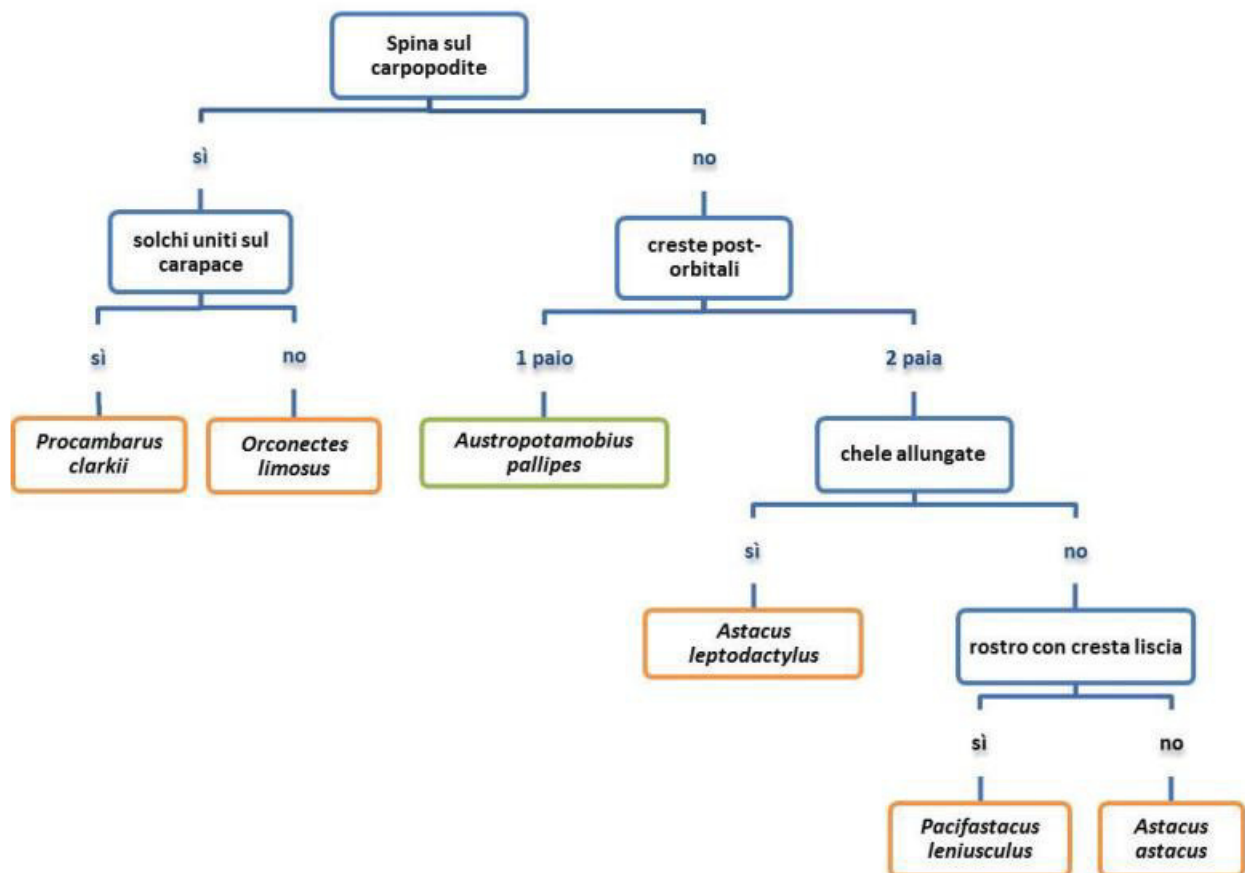 Spina sul
carpopodite
sì
no
solchi uniti sul
carapace
creste post-
orbitali
sì
no
1 paio
2 paia
Procambarus
clarkii
Orconectes
limosus
Austropotamobius
pallipes
chele allungate
sì
no
Astacus
leptodactylus
rostro con cresta liscia
sì
no
Pacifastacus
leniusculus
Astacus
astacus